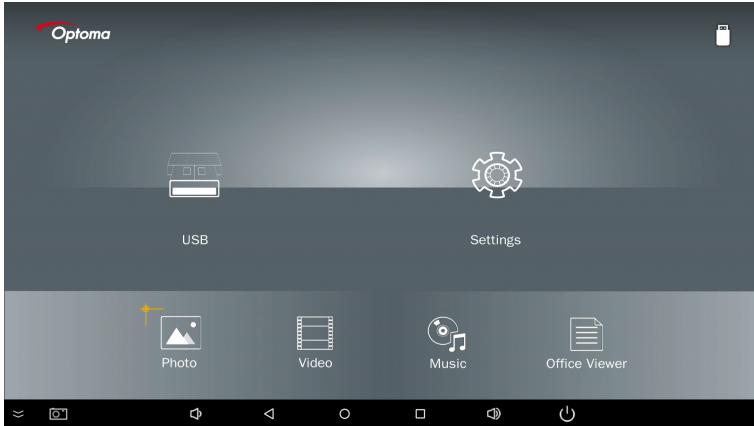 Optoma
USB
Settings
Photo
Video
Music
Office Viewer